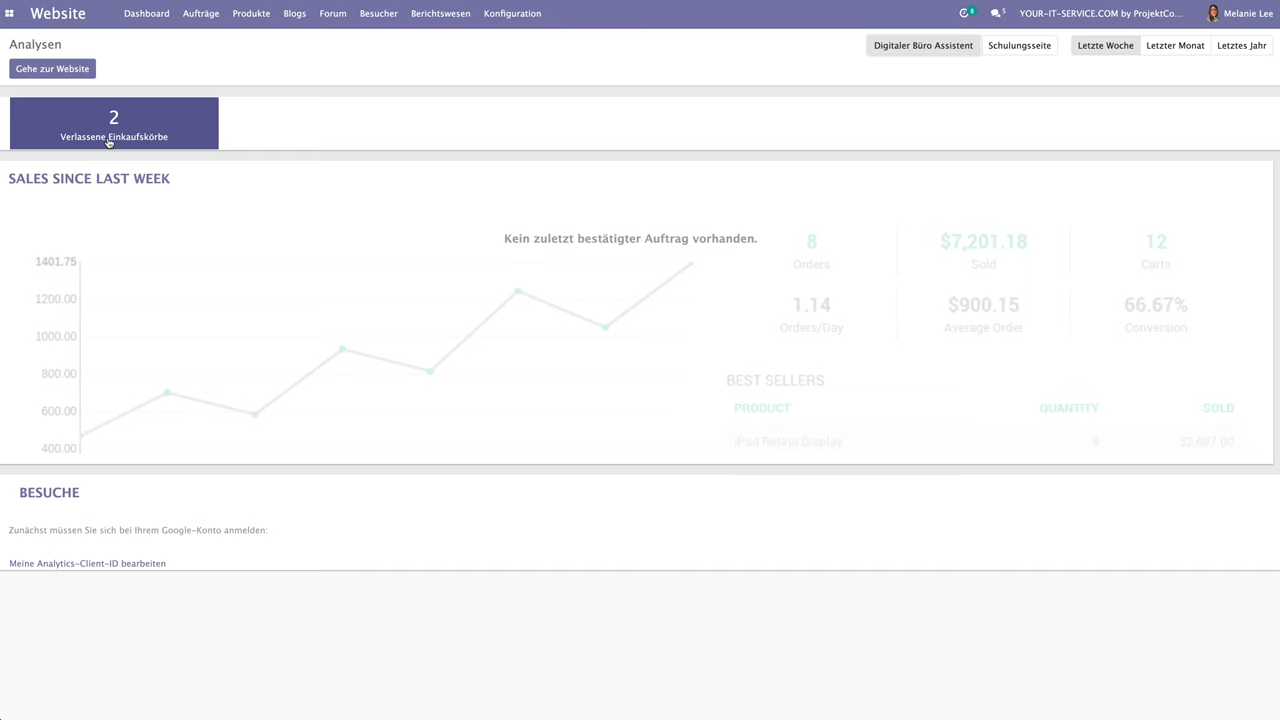 Website Dashboard Aufträge Produkte Blogs Forum Besucher Berichtswesen Konfiguration 8 5 YOUR-IT-SERVICE.COM by ProjektCo... Melanie Lee
Analysen
Digitaler Büro Assistent Schulungsseite Letzte Woche Letzter Monat Letztes Jahr
Gehe zur Website
2
Verlassene Einkaufskörbe
SALES SINCE LAST WEEK
Kein zuletzt bestätigter Auftrag vorhanden.
8 $7,201.18 12
Orders Sold Carts
1.14 $900.15 66.67%
Orders/Day Average Order Conversion
1401.75
1200.00
1000.00
800.00
600.00
400.00
BEST SELLERS
PRODUCT QUANTITY SOLD
iPad Retina Display 5 $2,697.00
BESUCHE
Zunächst müssen Sie sich bei Ihrem Google-Konto anmelden:
Meine Analytics-Client-ID bearbeiten